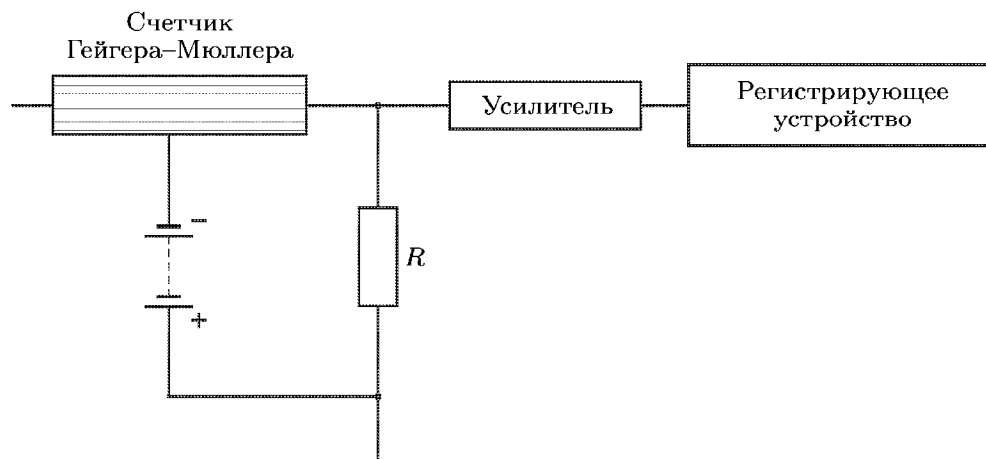 Счетчик
Гейгера–Мюллера
Усилитель
Регистрирующее
устройство
−
R
+